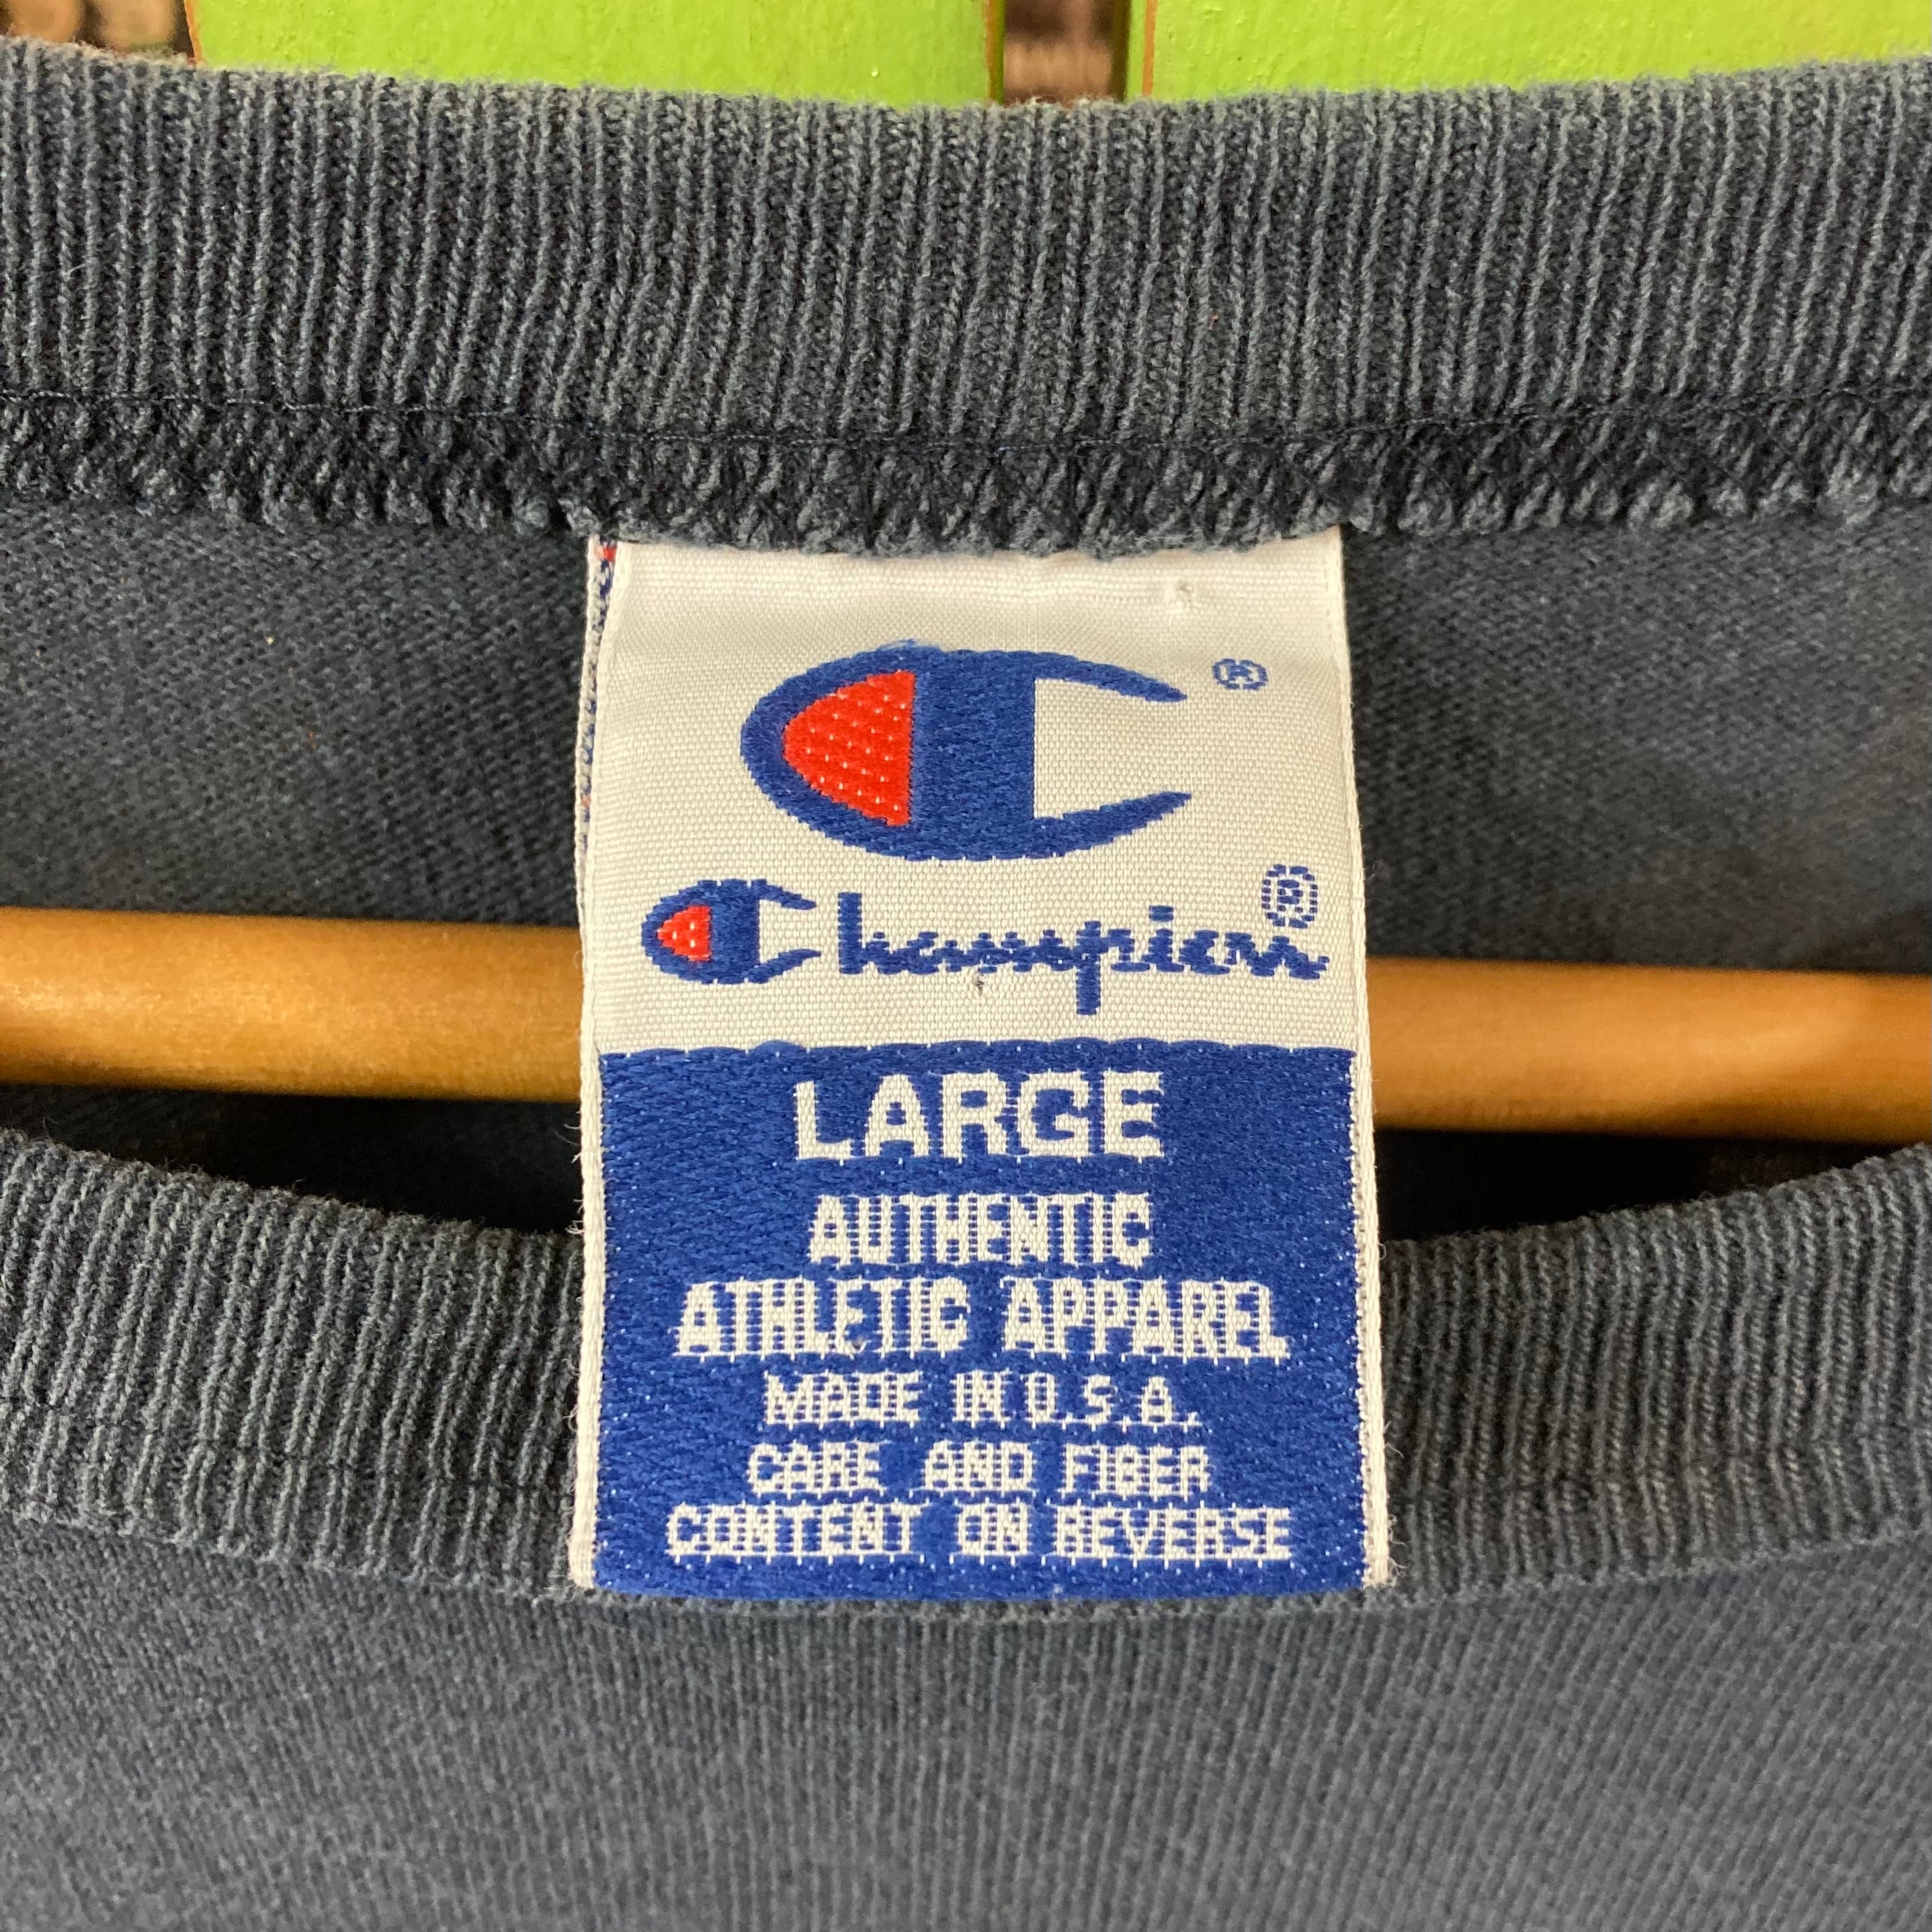 ®
Champion®
LARGE
AUTHENTIC
ATHLETIC APPAREL
MADE IN U.S.A.
CARE AND FIBER
CONTENT ON REVERSE